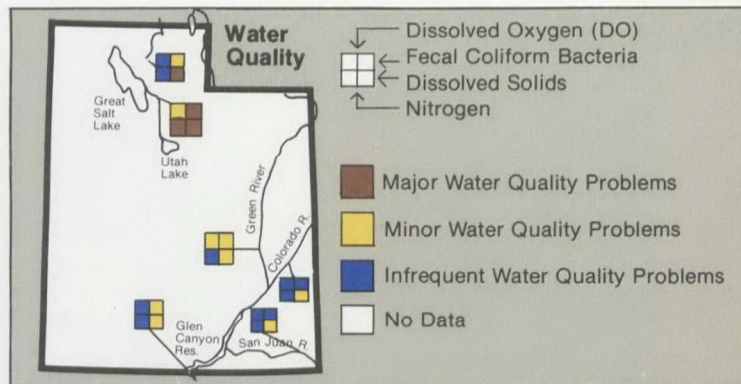 Water
Quality
Great
Salt
Lake
Utah
Lake
Green River
Colorado R.
Glen
Canyon
Res.
San Juan R.
Dissolved Oxygen (DO)
Fecal Coliform Bacteria
Dissolved Solids
Nitrogen
Major Water Quality Problems
Minor Water Quality Problems
Infrequent Water Quality Problems
No Data